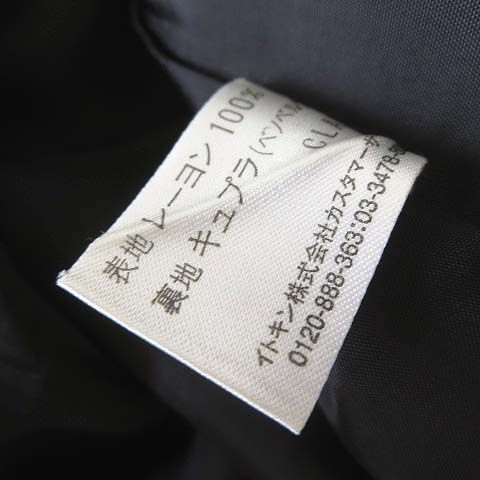 表地 レーヨン 100%
裏地 キュプラ (ベンベル
CL
イトキン株式会社カスタマー
0120-888-363:03-3478-